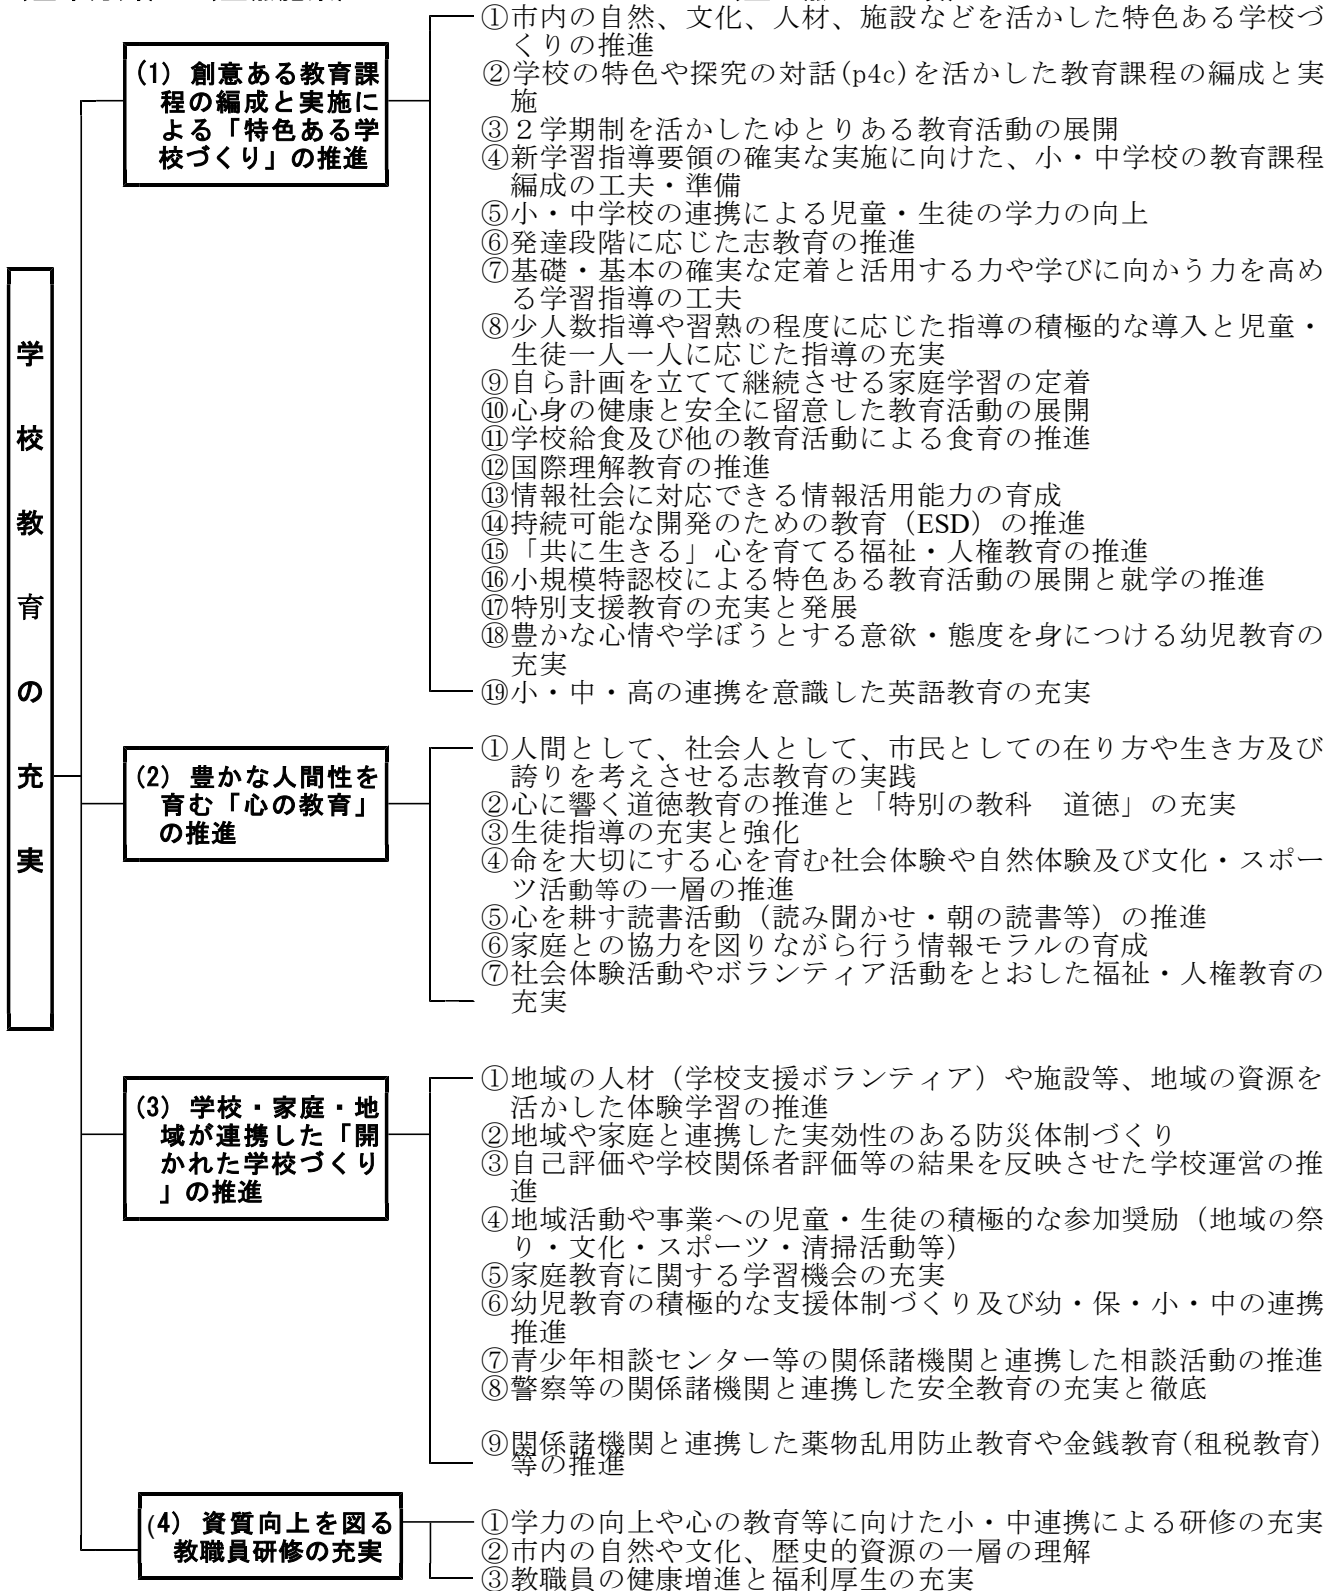 学校教育の充実
(1) 創意ある教育課
程の編成と実施に
よる「特色ある学
校づくり」の推進
①市内の自然、文化、人材、施設などを活かした特色ある学校づ
くりの推進
②学校の特色や探究の対話(p4c)を活かした教育課程の編成と実
施
③２学期制を活かしたゆとりある教育活動の展開
④新学習指導要領の確実な実施に向けた、小・中学校の教育課程
編成の工夫・準備
⑤小・中学校の連携による児童・生徒の学力の向上
⑥発達段階に応じた志教育の推進
⑦基礎・基本の確実な定着と活用する力や学びに向かう力を高め
る学習指導の工夫
⑧少人数指導や習熟の程度に応じた指導の積極的な導入と児童・
生徒一人一人に応じた指導の充実
⑨自ら計画を立てて継続させる家庭学習の定着
⑩心身の健康と安全に留意した教育活動の展開
⑪学校給食及び他の教育活動による食育の推進
⑫国際理解教育の推進
⑬情報社会に対応できる情報活用能力の育成
⑭持続可能な開発のための教育（ESD）の推進
⑮「共に生きる」心を育てる福祉・人権教育の推進
⑯小規模特認校による特色ある教育活動の展開と就学の推進
⑰特別支援教育の充実と発展
⑱豊かな心情や学ぼうとする意欲・態度を身につける幼児教育の
充実
⑲小・中・高の連携を意識した英語教育の充実
(2) 豊かな人間性を
育む「心の教育」
の推進
①人間として、社会人として、市民としての在り方や生き方及び
誇りを考えさせる志教育の実践
②心に響く道徳教育の推進と「特別の教科　道徳」の充実
③生徒指導の充実と強化
④命を大切にする心を育む社会体験や自然体験及び文化・スポー
ツ活動等の一層の推進
⑤心を耕す読書活動（読み聞かせ・朝の読書等）の推進
⑥家庭との協力を図りながら行う情報モラルの育成
⑦社会体験活動やボランティア活動をとおした福祉・人権教育の
充実
(3) 学校・家庭・地
域が連携した「開
かれた学校づくり
」の推進
①地域の人材（学校支援ボランティア）や施設等、地域の資源を
活かした体験学習の推進
②地域や家庭と連携した実効性のある防災体制づくり
③自己評価や学校関係者評価等の結果を反映させた学校運営の推
進
④地域活動や事業への児童・生徒の積極的な参加奨励（地域の祭
り・文化・スポーツ・清掃活動等）
⑤家庭教育に関する学習機会の充実
⑥幼児教育の積極的な支援体制づくり及び幼・保・小・中の連携
推進
⑦青少年相談センター等の関係諸機関と連携した相談活動の推進
⑧警察等の関係諸機関と連携した安全教育の充実と徹底
⑨関係諸機関と連携した薬物乱用防止教育や金銭教育(租税教育)
等の推進
(4) 資質向上を図る
教職員研修の充実
①学力の向上や心の教育等に向けた小・中連携による研修の充実
②市内の自然や文化、歴史的資源の一層の理解
③教職員の健康増進と福利厚生の充実